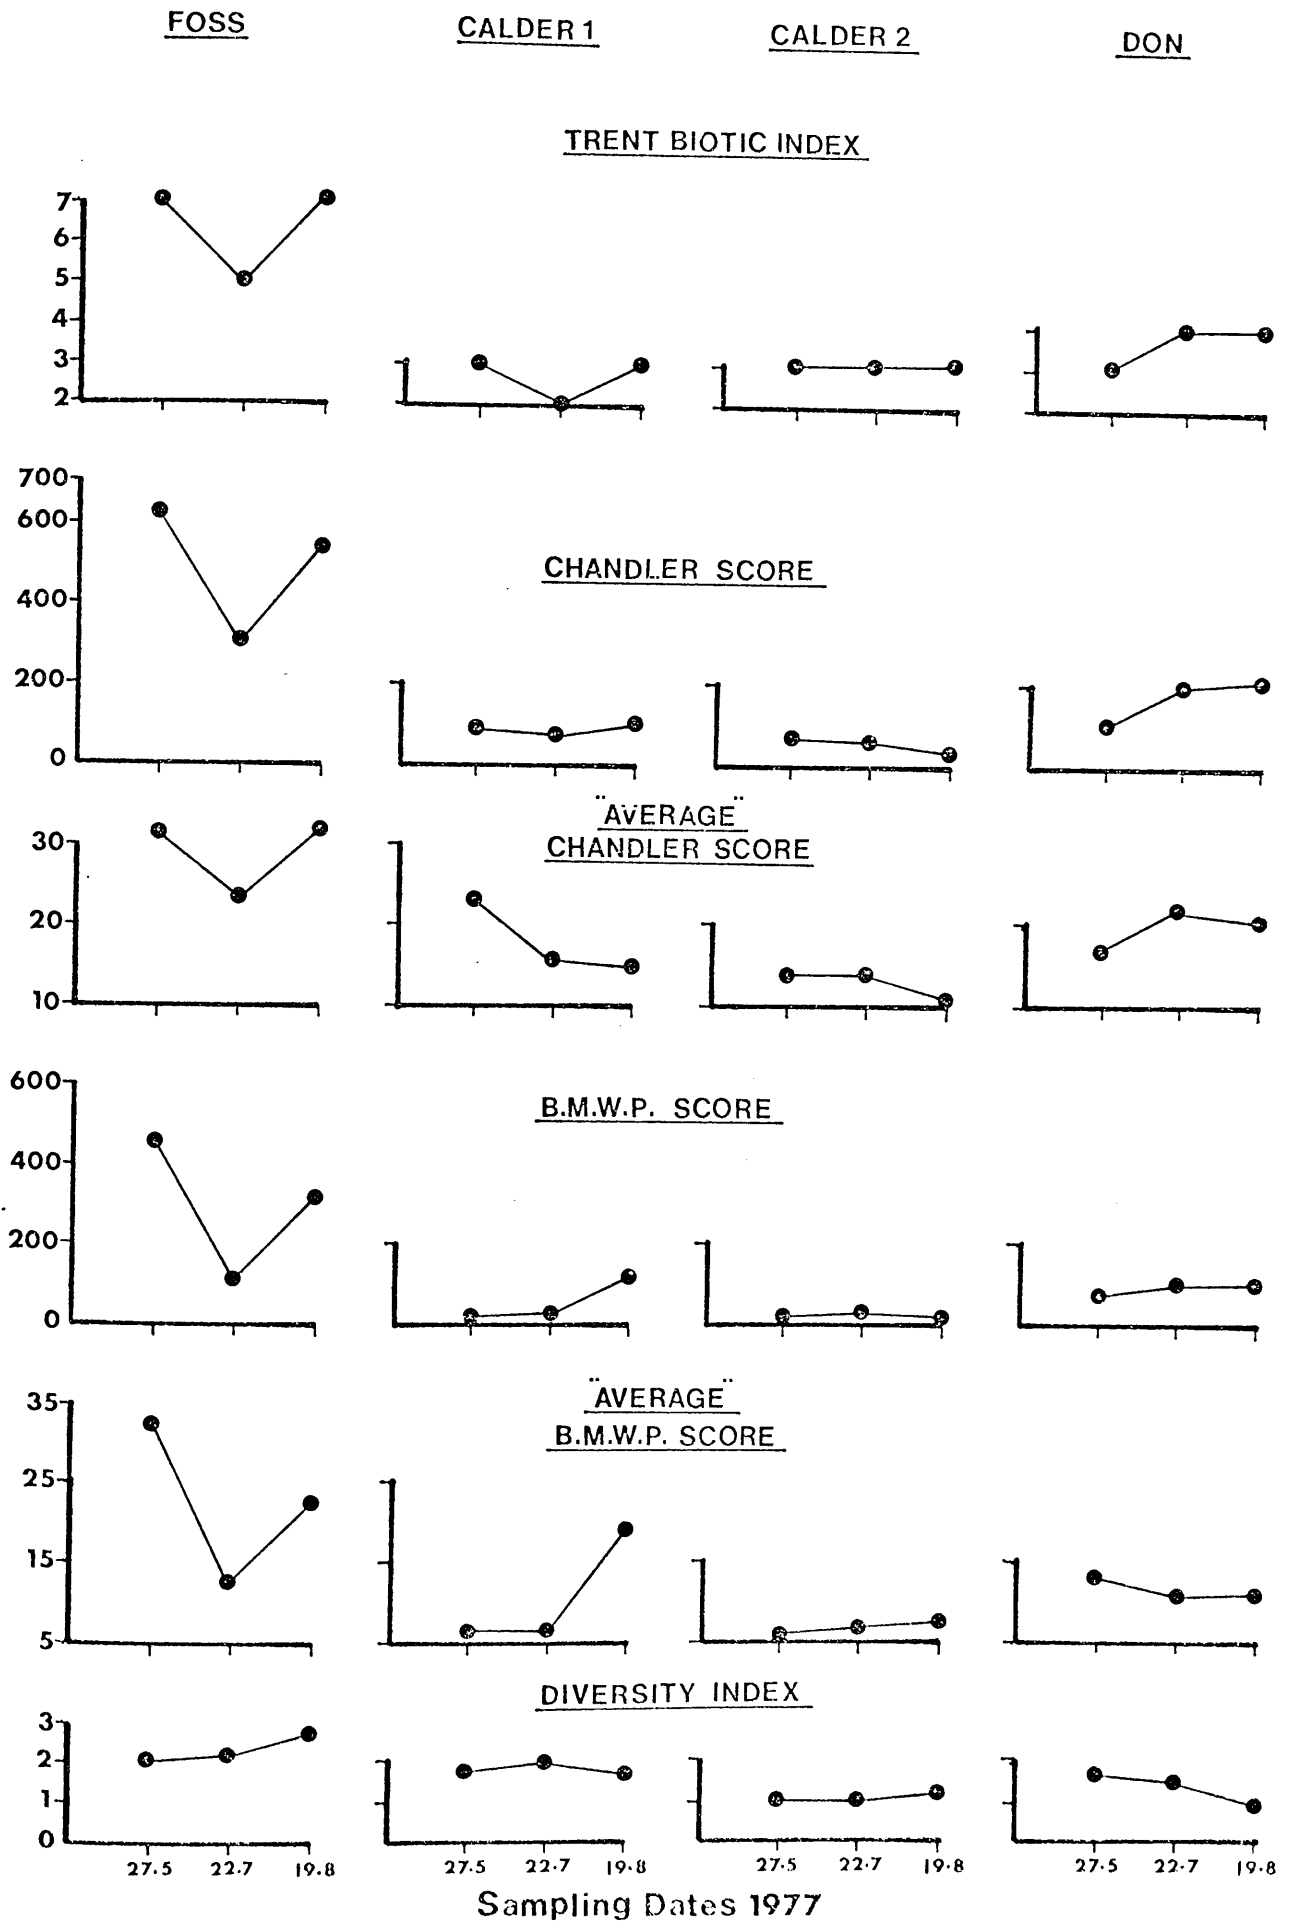 FOSS CALDER 1 CALDER 2 DON
TRENT BIOTIC INDEX
7
6
5
4
3
2
700
600
400
200
0
CHANDLER SCORE
"AVERAGE"
CHANDLER SCORE
30
20
10
600
400
200
0
B.M.W.P. SCORE
"AVERAGE"
B.M.W.P. SCORE
35
25
15
5
DIVERSITY INDEX
3
2
1
0
27.5 22.7 19.8 27.5 22.7 19.8 27.5 22.7 19.8 27.5 22.7 19.8
Sampling Dates 1977